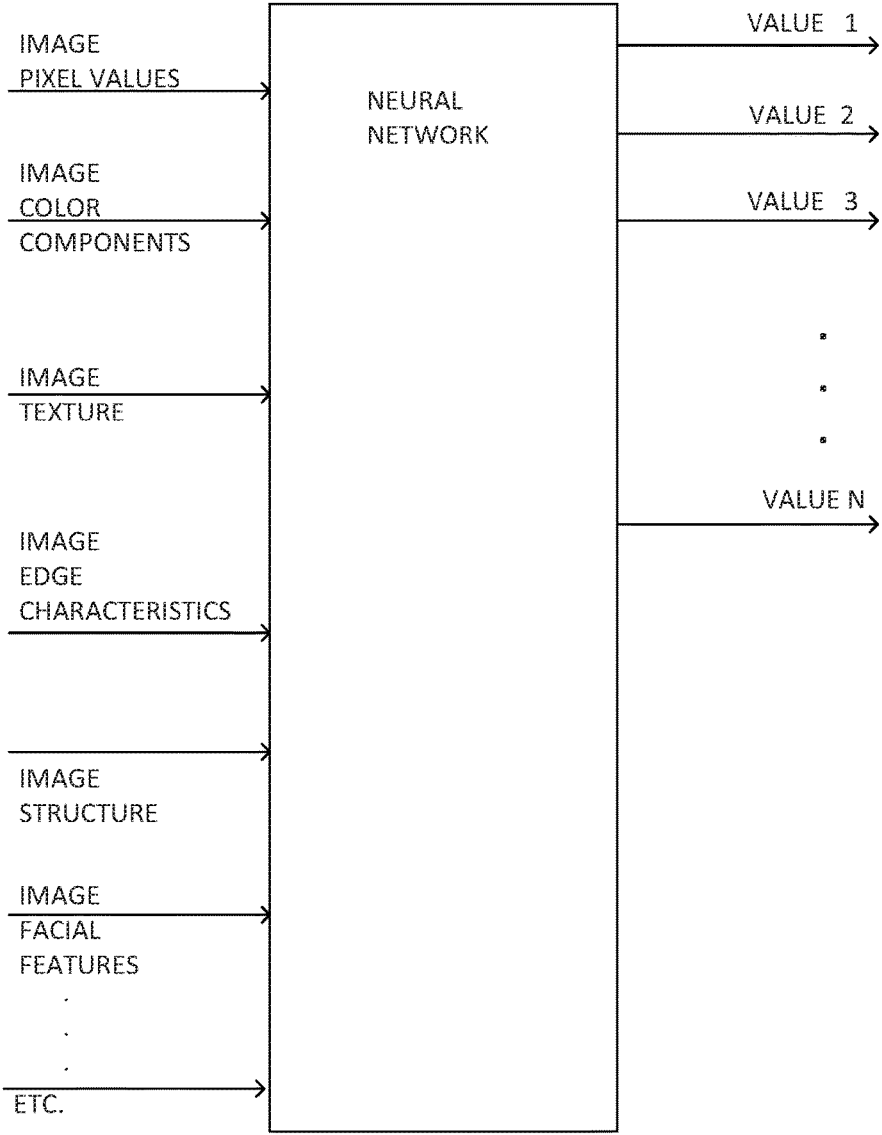 IMAGE
PIXEL VALUES
IMAGE
COLOR
COMPONENTS
IMAGE
TEXTURE
IMAGE
EDGE
CHARACTERISTICS
IMAGE
STRUCTURE
IMAGE
FACIAL
FEATURES
ETC.
NEURAL
NETWORK
VALUE 1
VALUE 2
VALUE 3
VALUE N